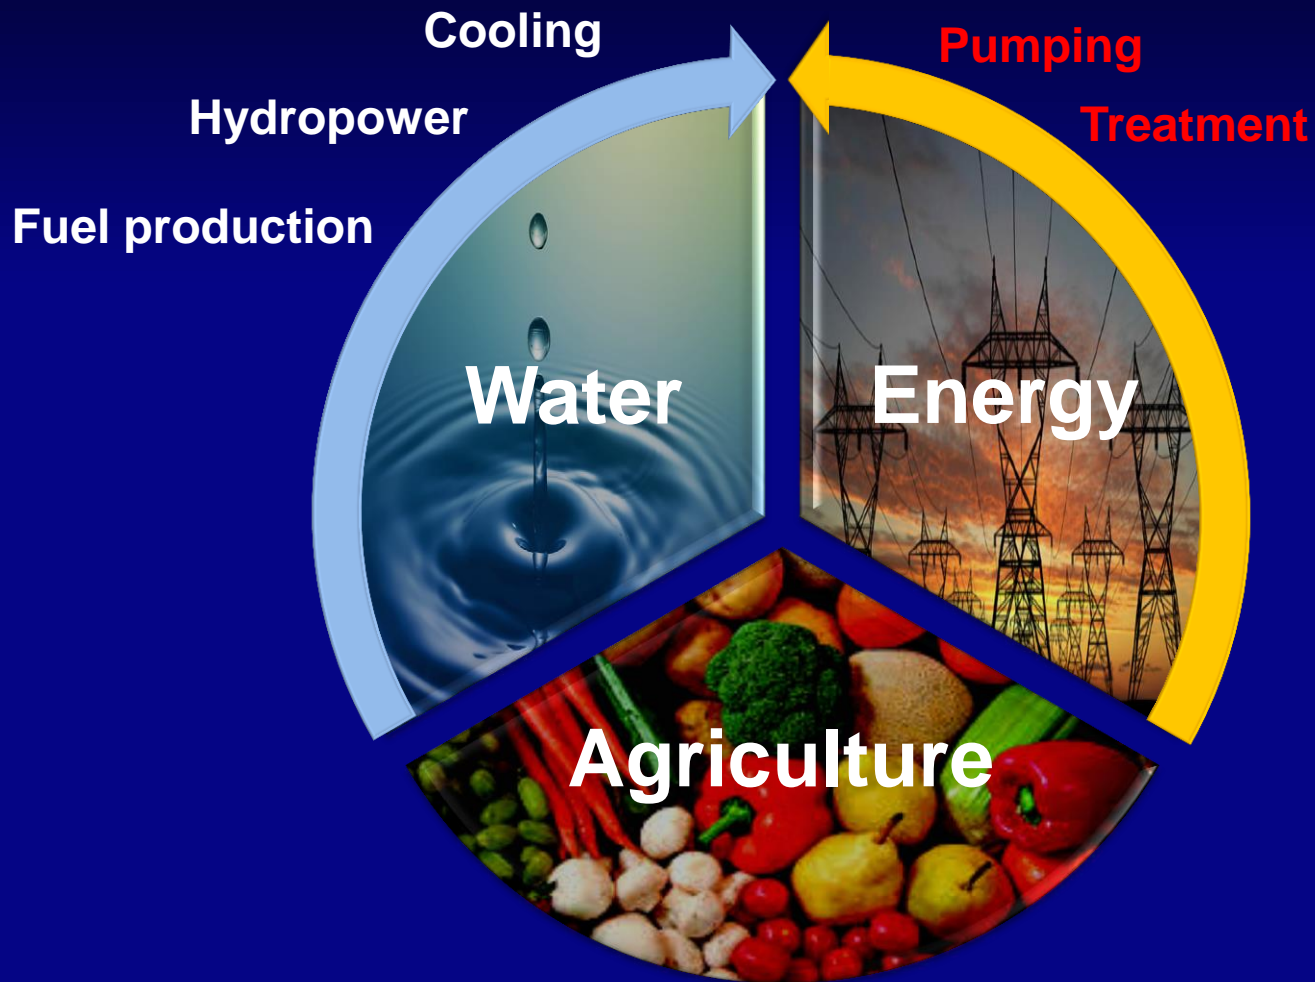 Cooling
Pumping
Hydropower
Treatment
Fuel production
Water
Energy
Agriculture